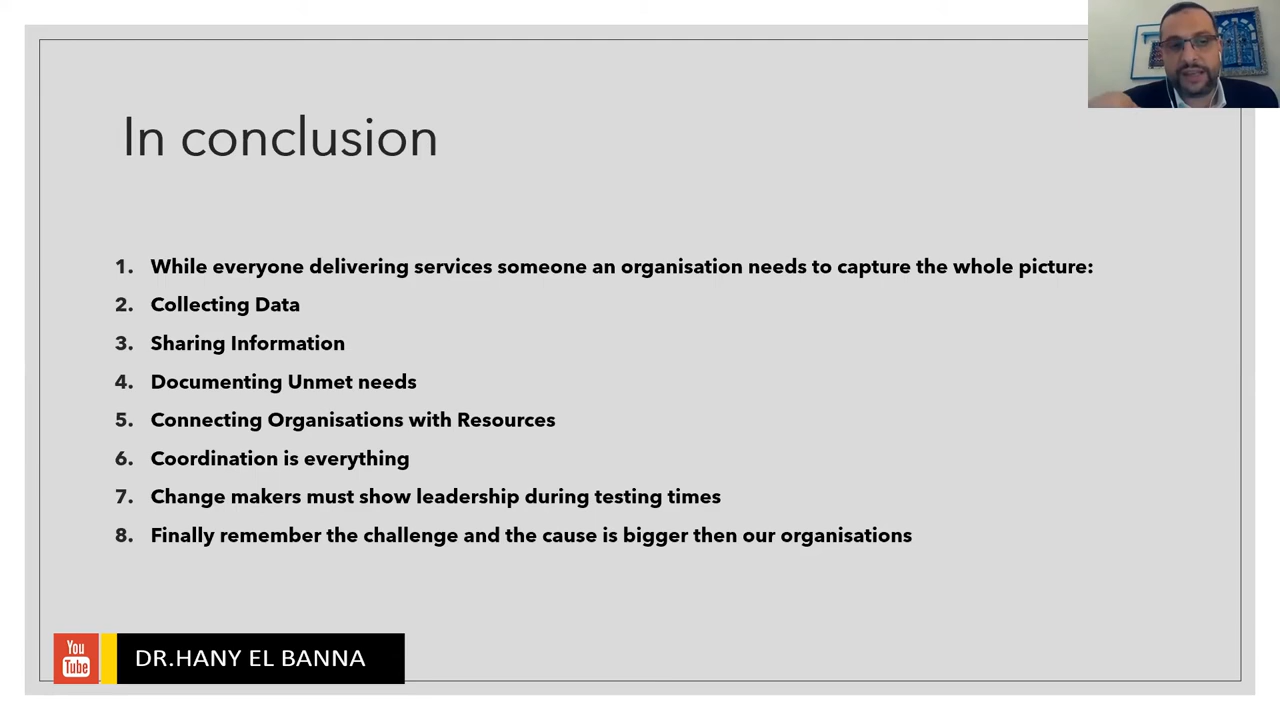 In conclusion
1. While everyone delivering services someone an organisation needs to capture the whole picture:
2. Collecting Data
3. Sharing Information
4. Documenting Unmet needs
5. Connecting Organisations with Resources
6. Coordination is everything
7. Change makers must show leadership during testing times
8. Finally remember the challenge and the cause is bigger then our organisations
You
Tube
DR.HANY EL BANNA